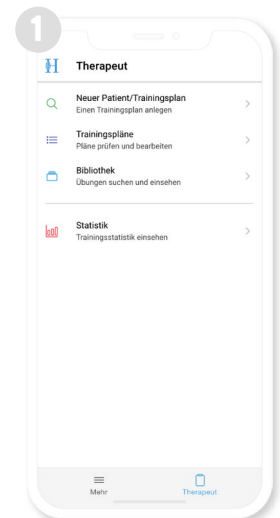 1
H Therapeut
Neuer Patient/Trainingsplan
Einen Trainingsplan anlegen
Trainingspläne
Pläne prüfen und bearbeiten
Bibliothek
Übungen suchen und einsehen
Statistik
Trainingsstatistik einsehen
Mehr Therapeut